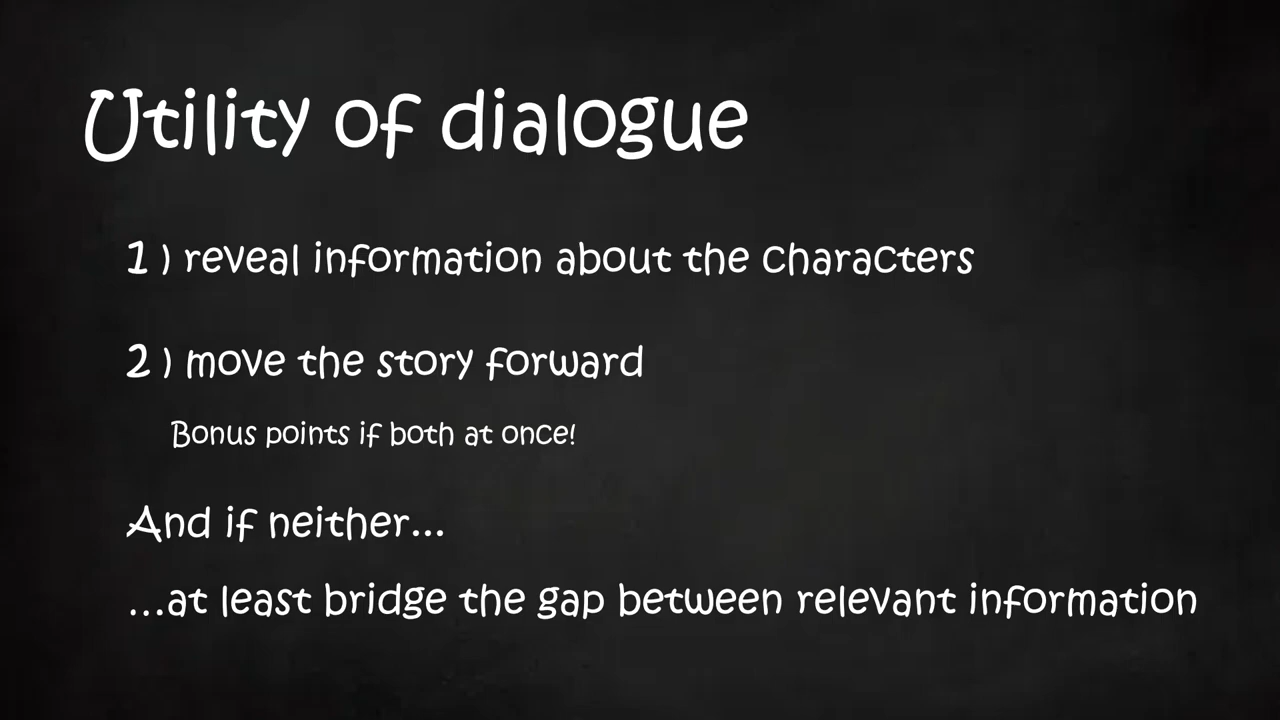 Utility of dialogue
1 ) reveal information about the characters
2 ) move the story forward
Bonus points if both at once!
And if neither...
...at least bridge the gap between relevant information